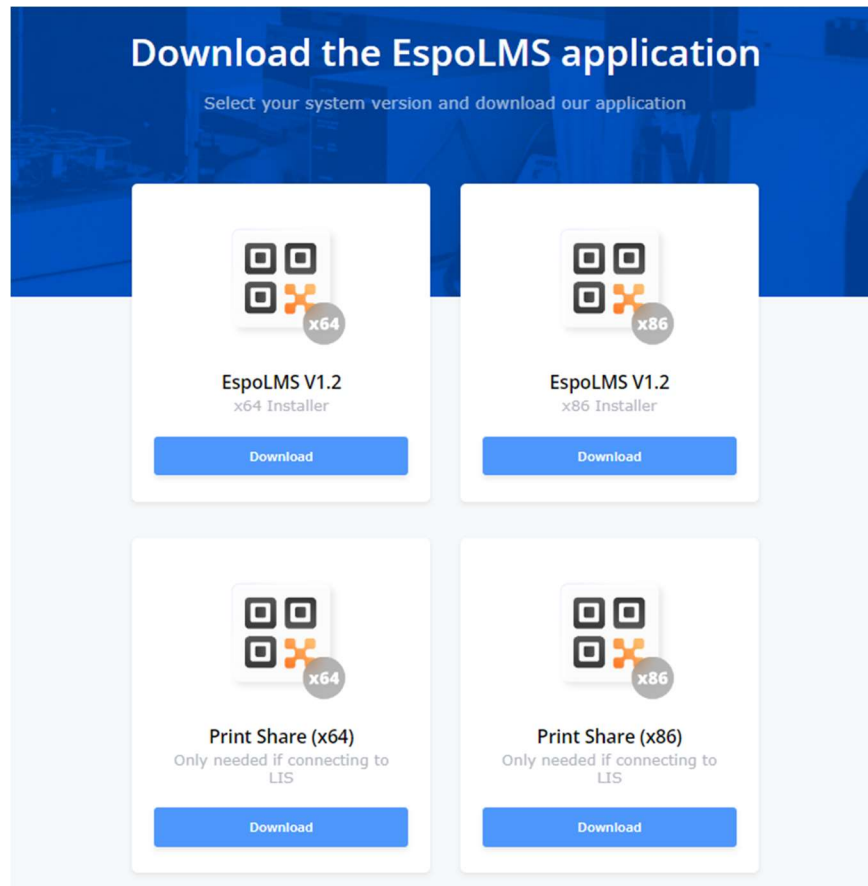 Download the EspoLMS application
Select your system version and download our application
x64
x86
EspoLMS V1.2
x64 Installer
Download
EspoLMS V1.2
x86 Installer
Download
x64
x86
Print Share (x64)
Only needed if connecting to
LIS
Download
Print Share (x86)
Only needed if connecting to
LIS
Download